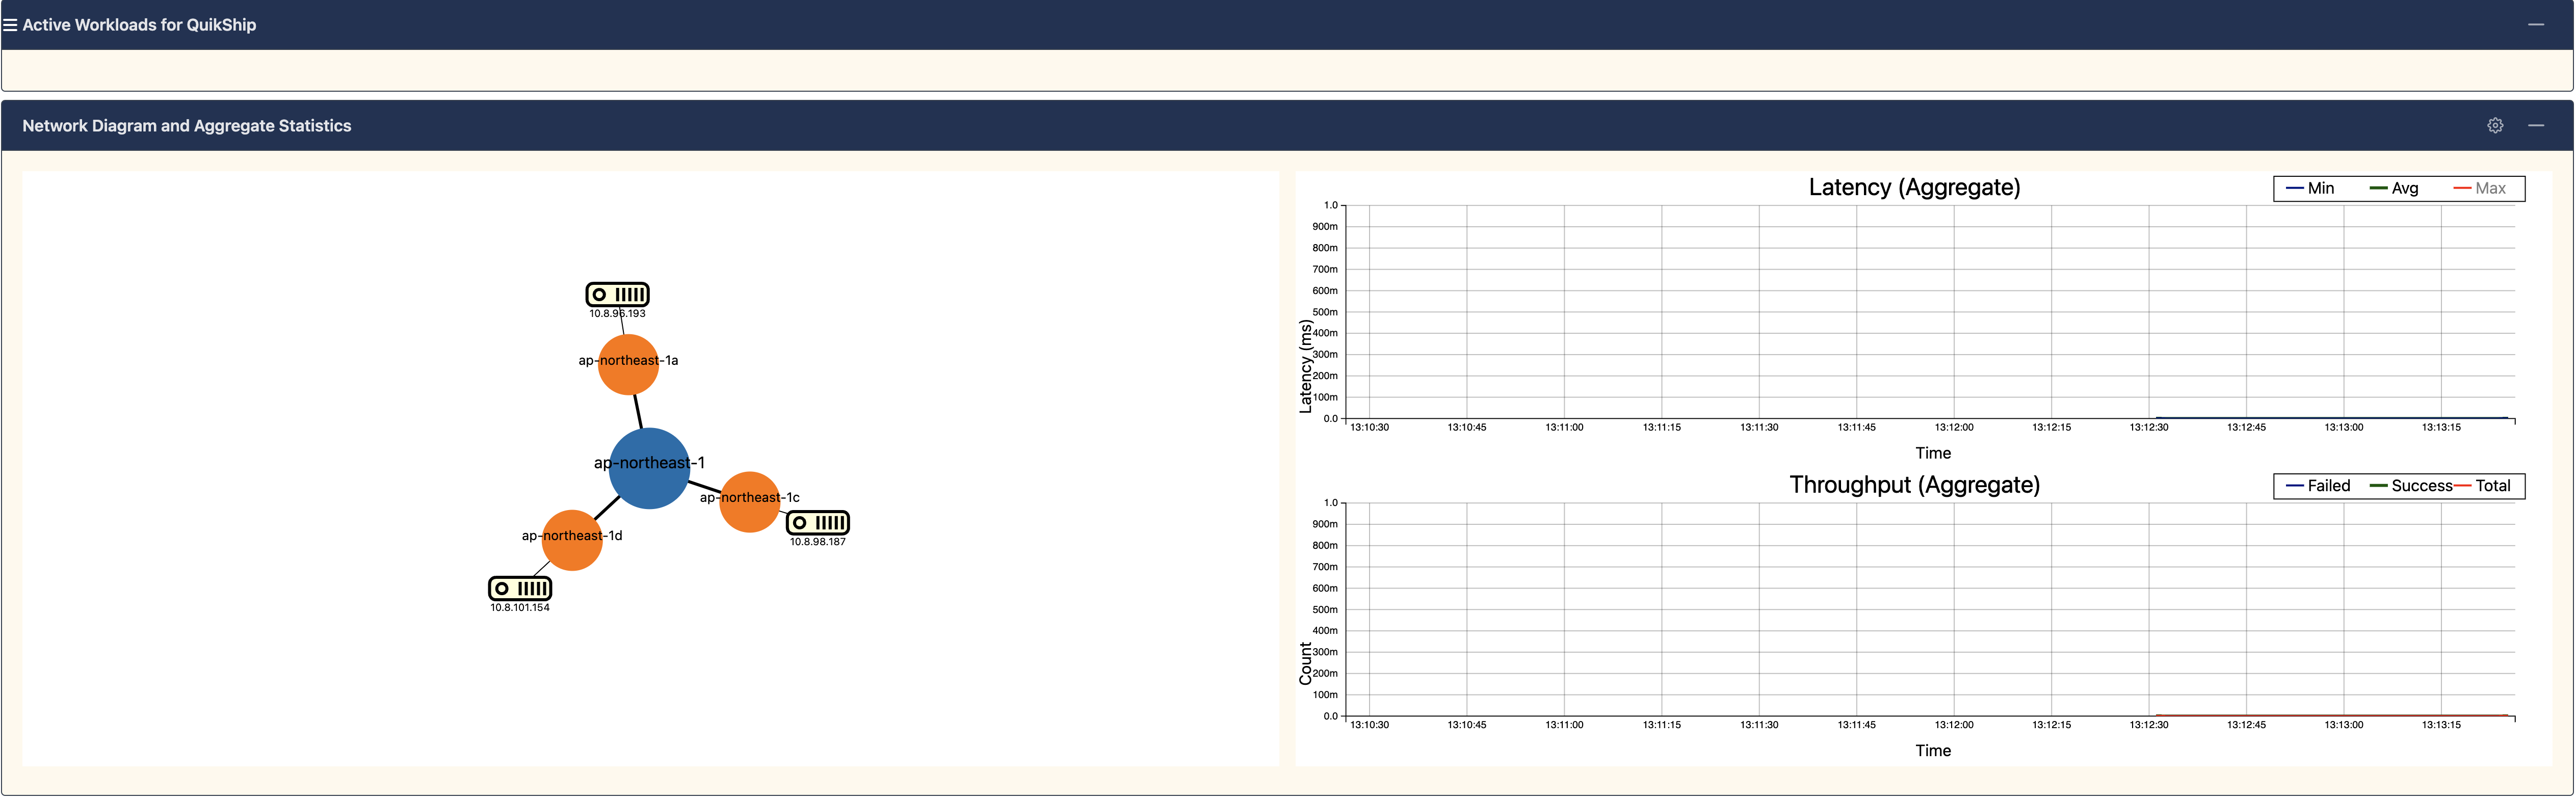 Active Workloads for QuikShip
Network Diagram and Aggregate Statistics
10.8.96.193
ap-northeast-1a
ap-northeast-1
ap-northeast-1c
10.8.98.187
ap-northeast-1d
10.8.101.154
Latency (Aggregate)
Min Avg Max
1.0
900m
800m
700m
600m
500m
400m
300m
200m
100m
0.0
Latency (ms)
13:10:30 13:10:45 13:11:00 13:11:15 13:11:30 13:11:45 13:12:00 13:12:15 13:12:30 13:12:45 13:13:00 13:13:15
Time
Throughput (Aggregate)
Failed Success Total
1.0
900m
800m
700m
600m
500m
400m
300m
200m
100m
0.0
Count
13:10:30 13:10:45 13:11:00 13:11:15 13:11:30 13:11:45 13:12:00 13:12:15 13:12:30 13:12:45 13:13:00 13:13:15
Time